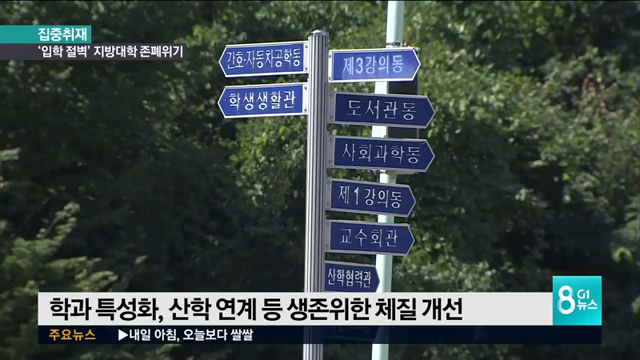 집중취재
‘입학 절벽’ 지방대학 존폐위기
간호·자동차공학동
학생생활관
제3강의동
도서관동
사회과학동
제1강의동
교수회관
산학협력관
학과 특성화, 산학 연계 등 생존위한 체질 개선
8 G1 뉴스
주요뉴스 ▶내일 아침, 오늘보다 쌀쌀